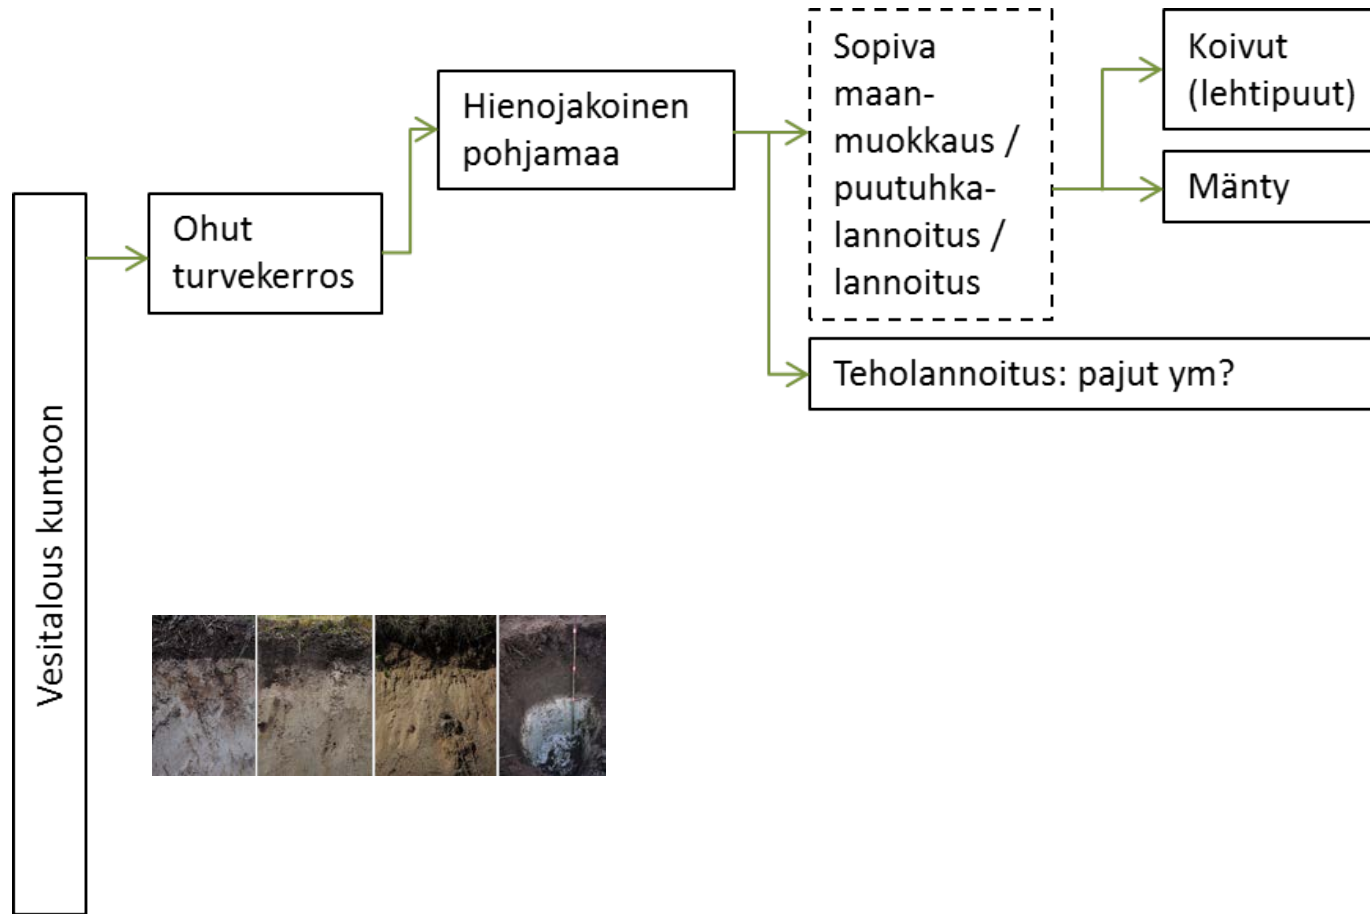 Vesitalous kuntoon
Ohut
turvekerros
Hienojakoinen
pohjamaa
Sopiva
maan-
muokkaus /
puutuhka-
lannoitus /
lannoitus
Koivut
(lehtipuut)
Mänty
Teholannoitus: pajut ym?